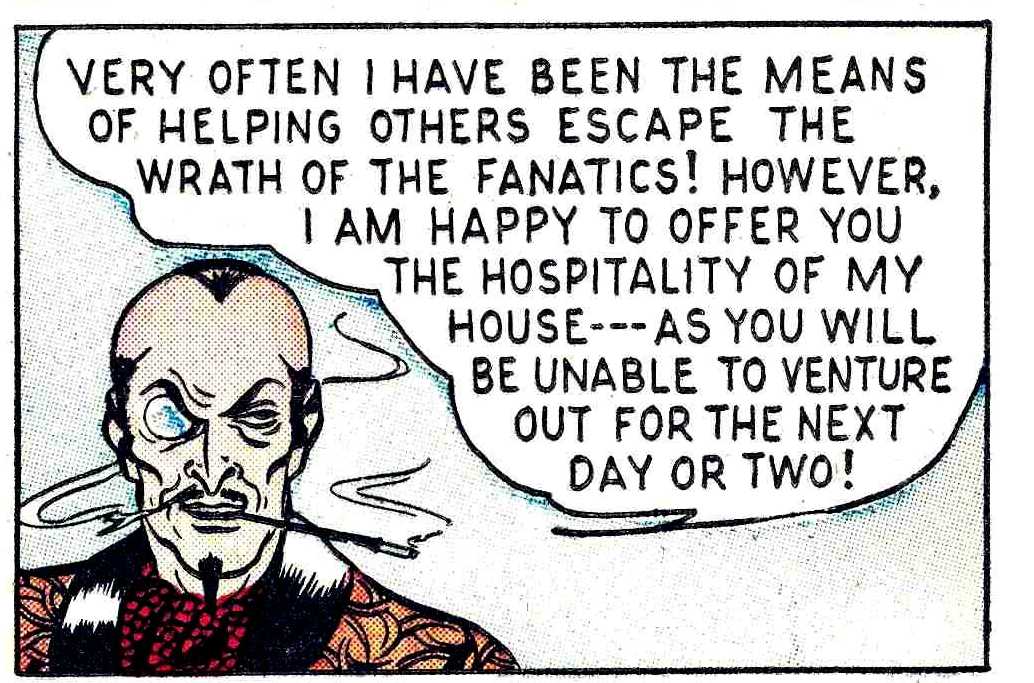 VERY OFTEN I HAVE BEEN THE MEANS
OF HELPING OTHERS ESCAPE THE
WRATH OF THE FANATICS! HOWEVER,
I AM HAPPY TO OFFER YOU
THE HOSPITALITY OF MY
HOUSE---AS YOU WILL
BE UNABLE TO VENTURE
OUT FOR THE NEXT
DAY OR TWO!